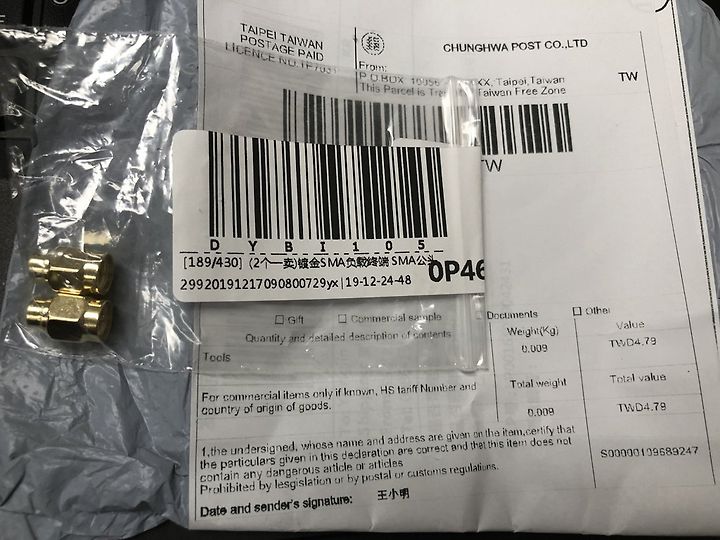 TAIPEI TAIWAN
POSTAGE PAID
LICENCE NO.TP7031
CHUNGHWA POST CO.,LTD
From:
P.O.BOX XX, Taipei,Taiwan
This Parcel is Taiwan Free Zone
TW
TW
DYBI105
[189/430] (2个一卖)镀金SMA负载终端 SMA公头
0P46
29920191217090800729yx|19-12-24-48
Gift
Commercial sample
Documents
Other
Quantity and detailed description of contents
Weight(Kg)
Value
Tools
0.009
TWD4.79
For commercial items only if known, HS tariff Number and
country of origin of goods.
Total weight
Total value
0.009
TWD4.79
1,the undersigned, whose name and address are given on the item,certify that
the particulars given in this declaration are correct and that this item does not
contain any dangerous article or articles
Prohibited by lesgislation or by postal or customs regulations.
S00000109689247
Date and sender's signature:
王小明